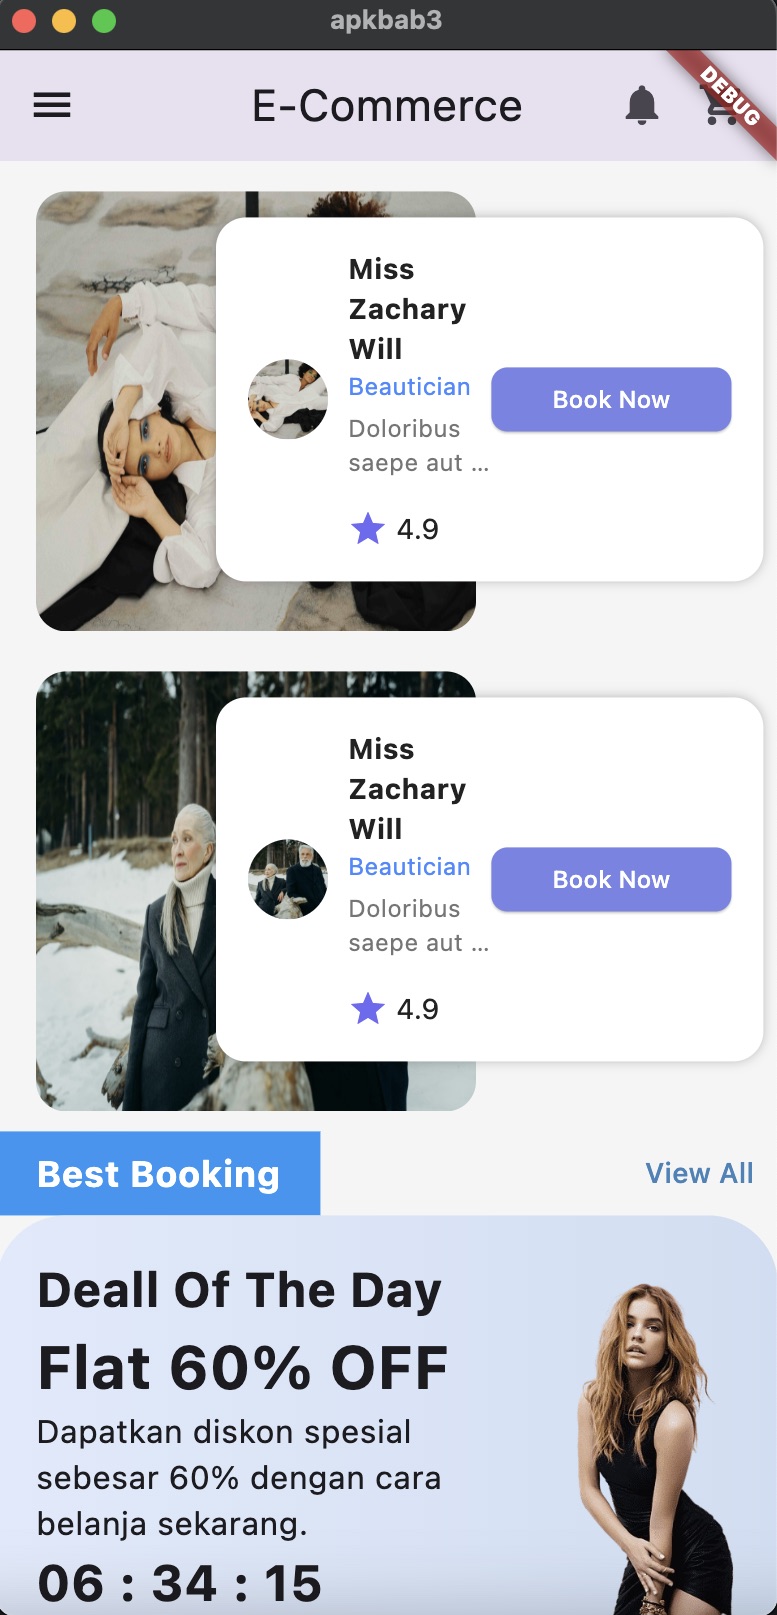 apkbab3
E-Commerce
DEBUG
Miss
Zachary
Will
Beautician
Doloribus
saepe aut ...
4.9
Book Now
Miss
Zachary
Will
Beautician
Doloribus
saepe aut ...
4.9
Book Now
Best Booking
View All
Deall Of The Day
Flat 60% OFF
Dapatkan diskon spesial
sebesar 60% dengan cara
belanja sekarang.
06 : 34 : 15